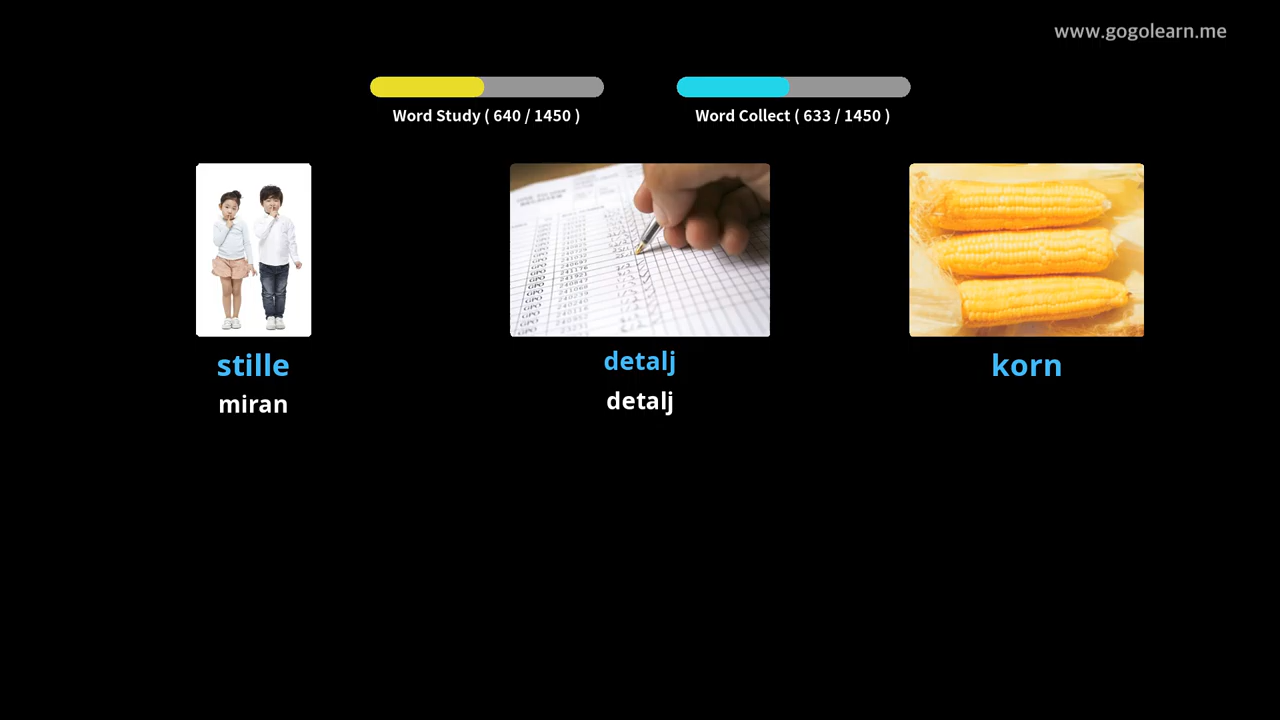 www.gogolearn.me
Word Study ( 640 / 1450 )
Word Collect ( 633 / 1450 )
stille
miran
detalj
detalj
korn